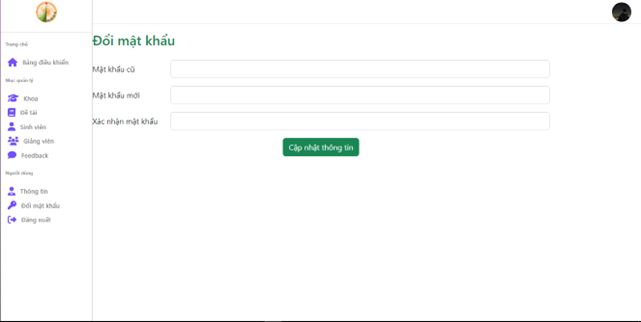 Trang chủ
Bảng điều khiển
Mục quản lý
Khoa
Đề tài
Sinh viên
Giảng viên
Feedback
Người dùng
Thông tin
Đổi mật khẩu
Đăng xuất
Đổi mật khẩu
Mật khẩu cũ
Mật khẩu mới
Xác nhận mật khẩu
Cập nhật thông tin